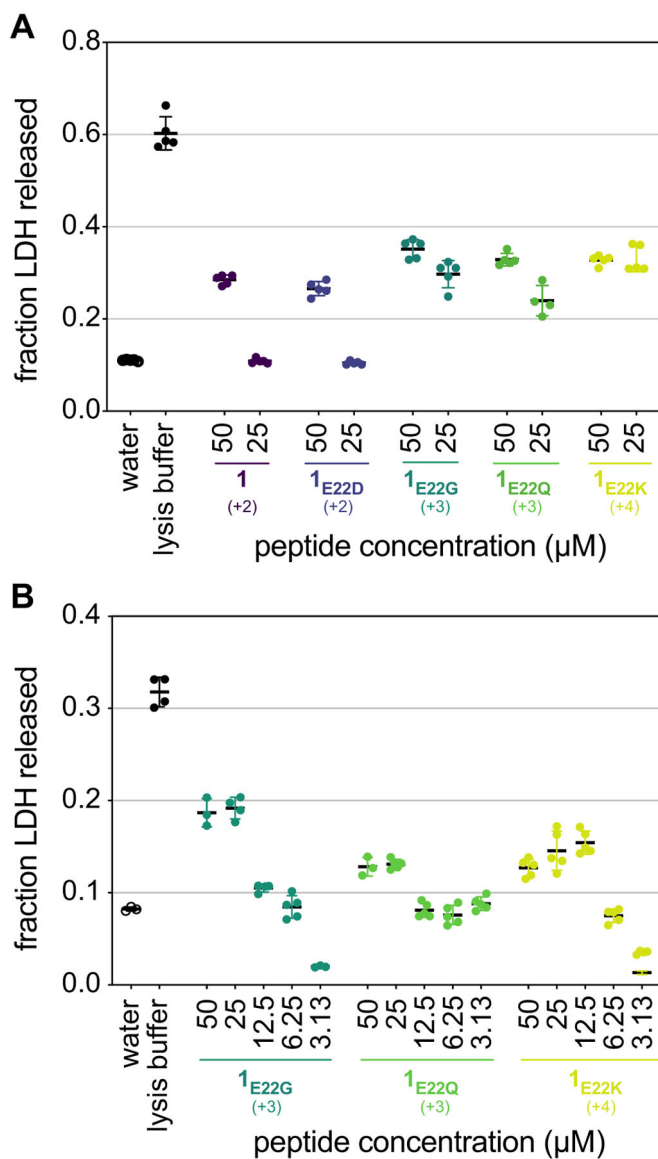 A
0.8
0.6
0.4
0.2
0.0
fraction LDH released
water
lysis buffer
50 25 50 25 50 25 50 25 50 25
1 1E22D 1E22G 1E22Q 1E22K
(+2) (+2) (+3) (+3) (+4)
peptide concentration (µM)
B
0.4
0.3
0.2
0.1
0.0
fraction LDH released
water
lysis buffer
50 25 12.5 6.25 3.13 50 25 12.5 6.25 3.13 50 25 12.5 6.25 3.13
1E22G 1E22Q 1E22K
(+3) (+3) (+4)
peptide concentration (µM)